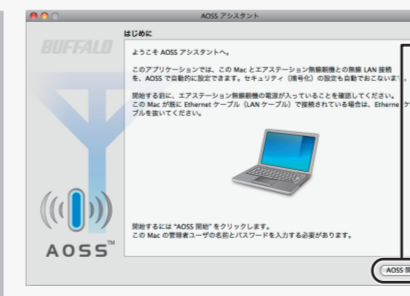 AOSS アシスタント
はじめに
BUFFALO
ようこそ AOSS アシスタントへ。
このアプリケーションでは、この Mac とエアステーション無線親機との無線 LAN 接続
を、AOSS で自動的に設定できます。セキュリティ（暗号化）の設定も自動でおこないます。
開始する前に、エアステーション無線親機の電源が入っていることを確認してください。
この Mac が既に Ethernet ケーブル（LAN ケーブル）で接続されている場合は、Etherne ケ
ブルを抜いてください。
開始するには "AOSS 開始" をクリックします。
この Mac の管理者ユーザの名前とパスワードを入力する必要があります。
AOSS™
AOSS 開